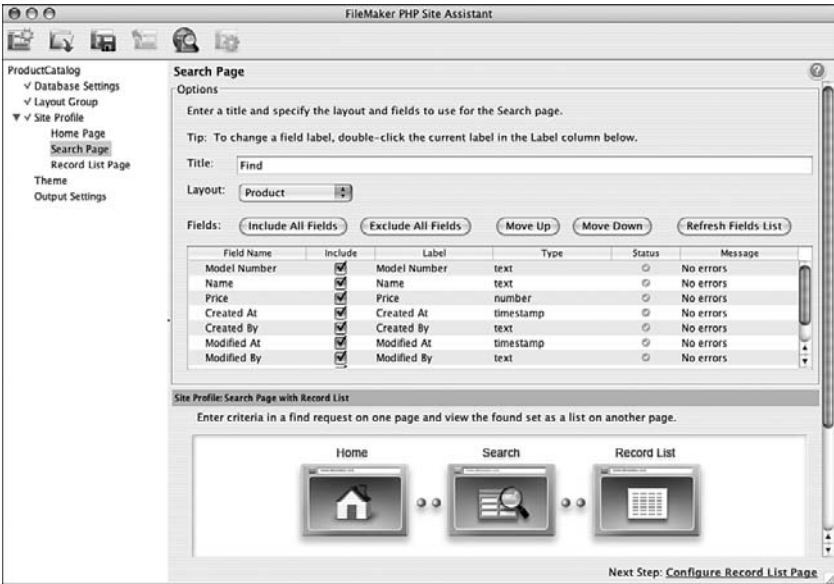 FileMaker PHP Site Assistant
ProductCatalog
√ Database Settings
√ Layout Group
▼ √ Site Profile
Home Page
Search Page
Record List Page
Theme
Output Settings
Search Page
Options
Enter a title and specify the layout and fields to use for the Search page.
Tip: To change a field label, double-click the current label in the Label column below.
Title: Find
Layout: Product
Fields: Include All Fields Exclude All Fields Move Up Move Down Refresh Fields List
Field Name Include Label Type Status Message
Model Number Model Number text No errors
Name Name text No errors
Price Price number No errors
Created At Created At timestamp No errors
Created By Created By text No errors
Modified At Modified At timestamp No errors
Modified By Modified By text No errors
Site Profile: Search Page with Record List
Enter criteria in a find request on one page and view the found set as a list on another page.
Home Search Record List
Next Step: Configure Record List Page